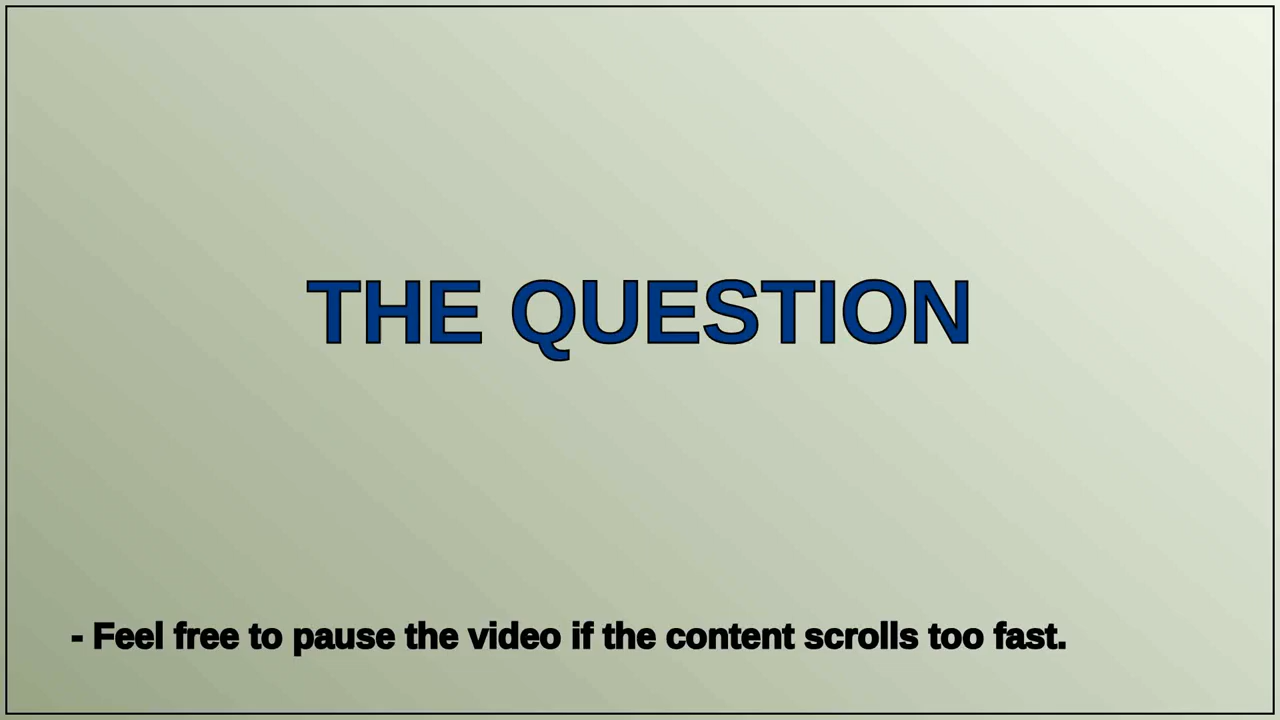 THE QUESTION
- Feel free to pause the video if the content scrolls too fast.